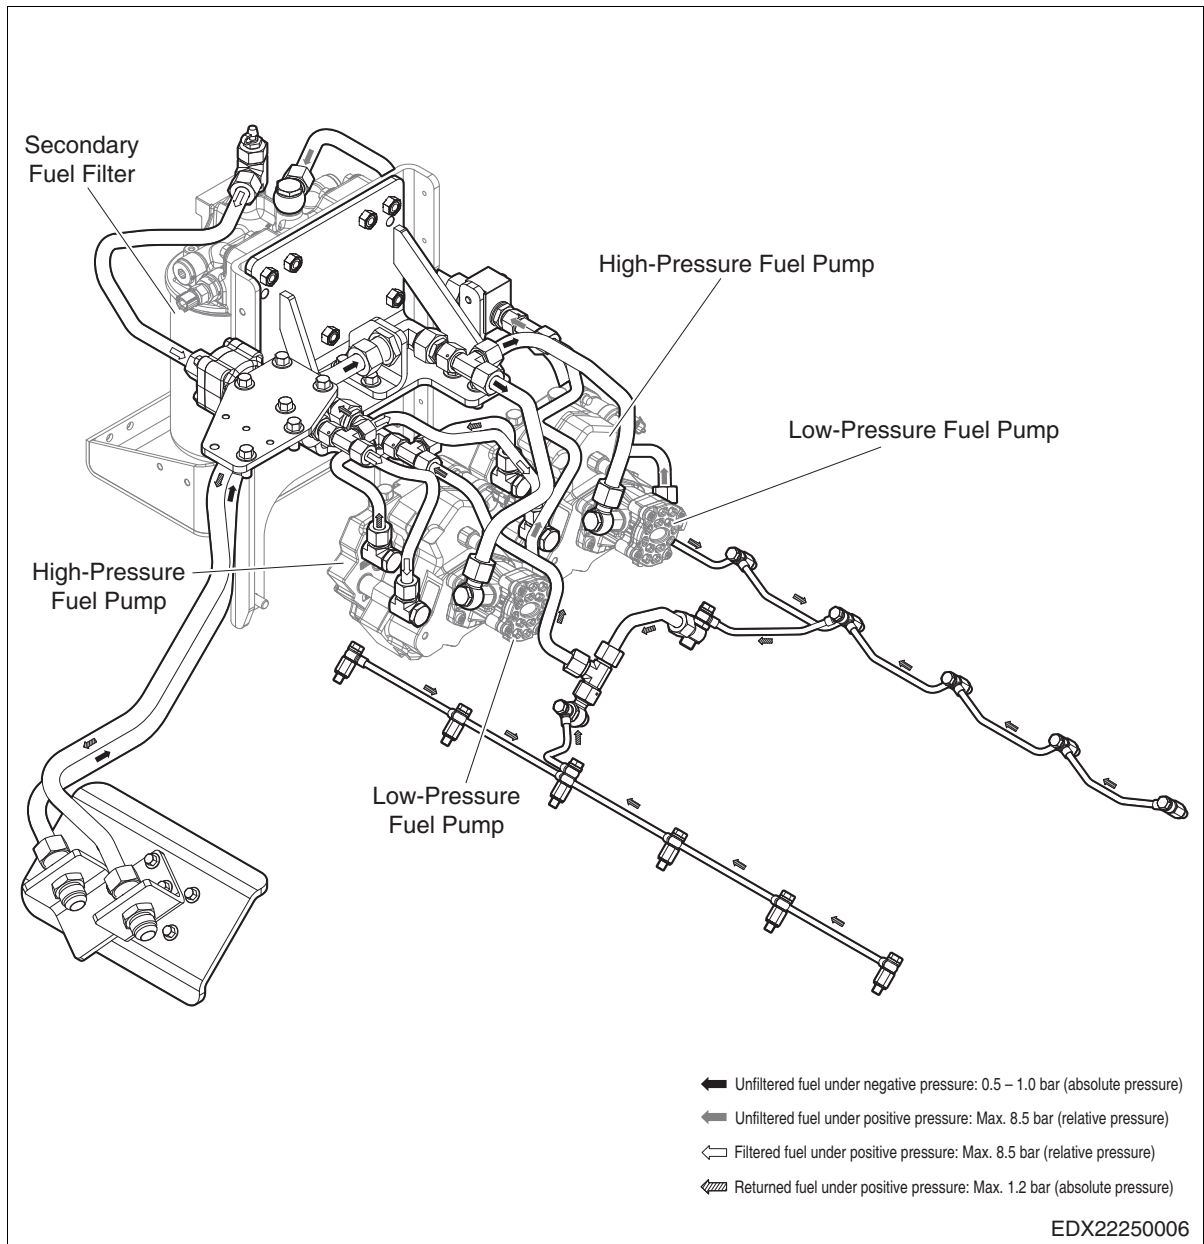 Secondary
Fuel Filter
High-Pressure Fuel Pump
Low-Pressure Fuel Pump
High-Pressure
Fuel Pump
Low-Pressure
Fuel Pump
Unfiltered fuel under negative pressure: 0.5 – 1.0 bar (absolute pressure)
Unfiltered fuel under positive pressure: Max. 8.5 bar (relative pressure)
Filtered fuel under positive pressure: Max. 8.5 bar (relative pressure)
Returned fuel under positive pressure: Max. 1.2 bar (absolute pressure)
EDX22250006